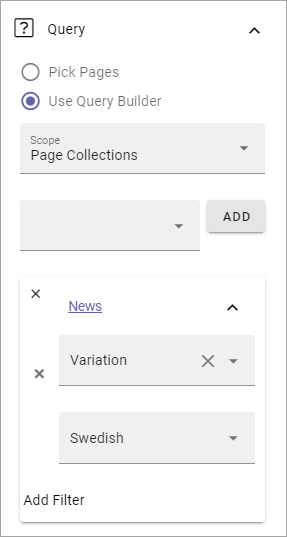 Query
Pick Pages
Use Query Builder
Scope
Page Collections
ADD
News
Variation
Swedish
Add Filter